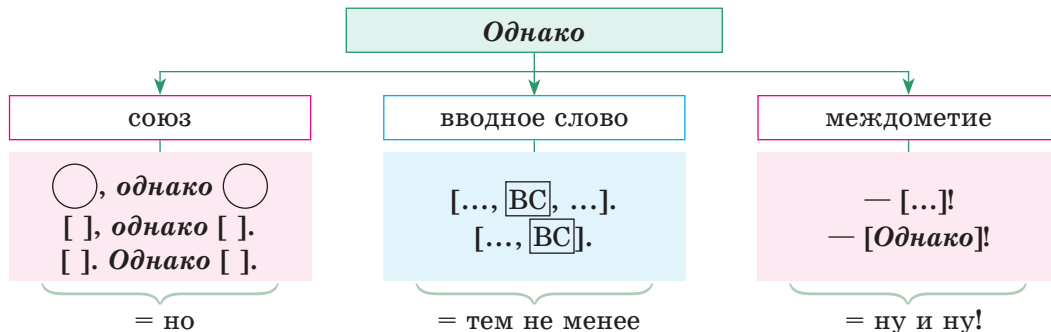 Однако
союз
вводное слово
междометие
, однако
[ ], однако [ ].
[ ]. Однако [ ].
[..., ВС, ...].
[..., ВС].
— [...]!
— [Однако]!
= но
= тем не менее
= ну и ну!